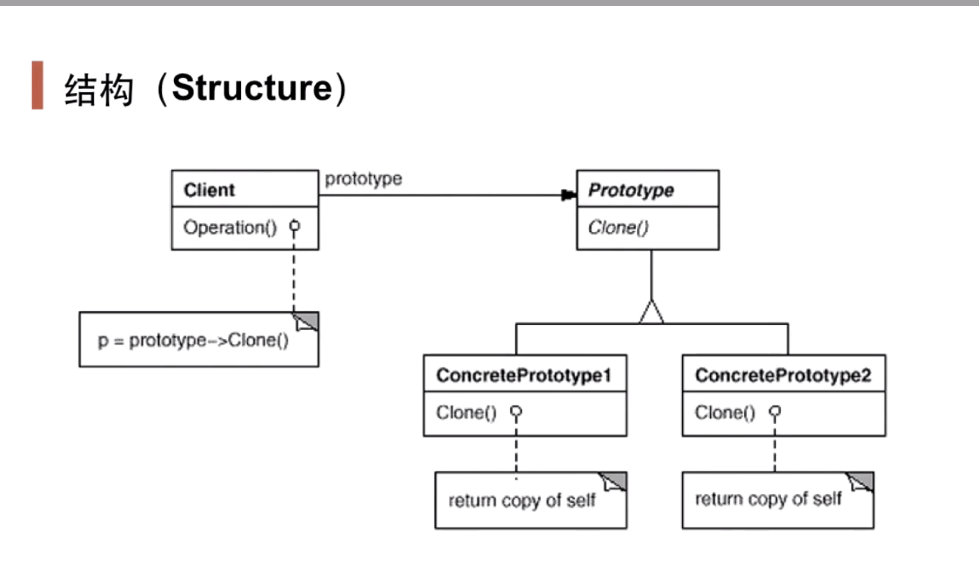 结构（Structure）
prototype
Client
Prototype
Operation()
Clone()
p = prototype->Clone()
ConcretePrototype1
ConcretePrototype2
Clone()
Clone()
return copy of self
return copy of self